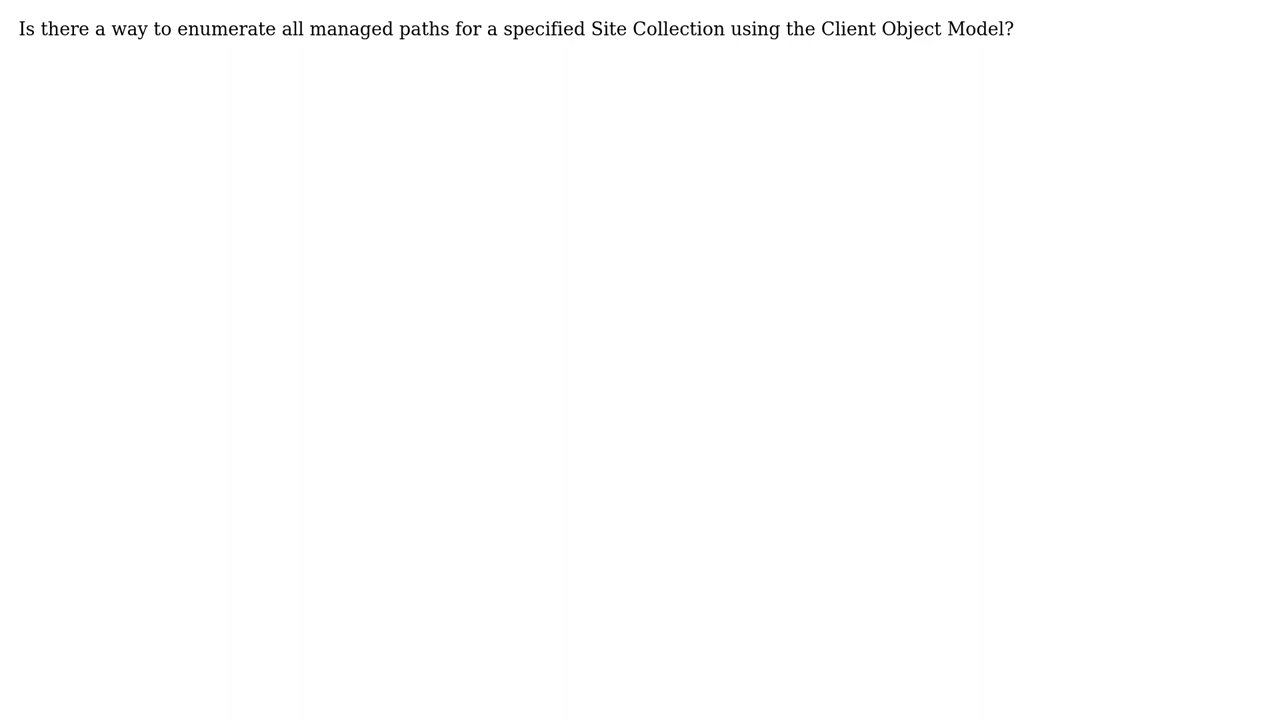 Is there a way to enumerate all managed paths for a specified Site Collection using the Client Object Model?